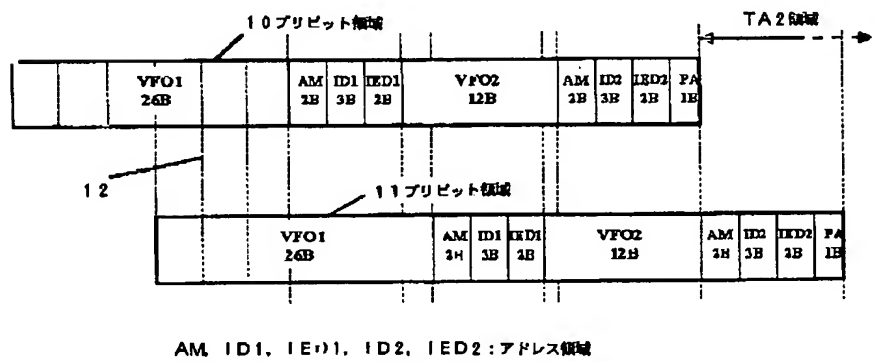 10プリピット領域
TA2領域
VFO1 AM ID1 IED1 VFO2 AM ID2 IED2 PA
26B 2B 3B 2B 12B 2B 3B 2B 1B
12
11プリピット領域
VFO1 AM ID1 IED1 VFO2 AM ID2 IED2 PA
26B 2B 3B 2B 12B 2B 3B 2B 1B
AM, ID1, IED1, ID2, IED2:アドレス領域